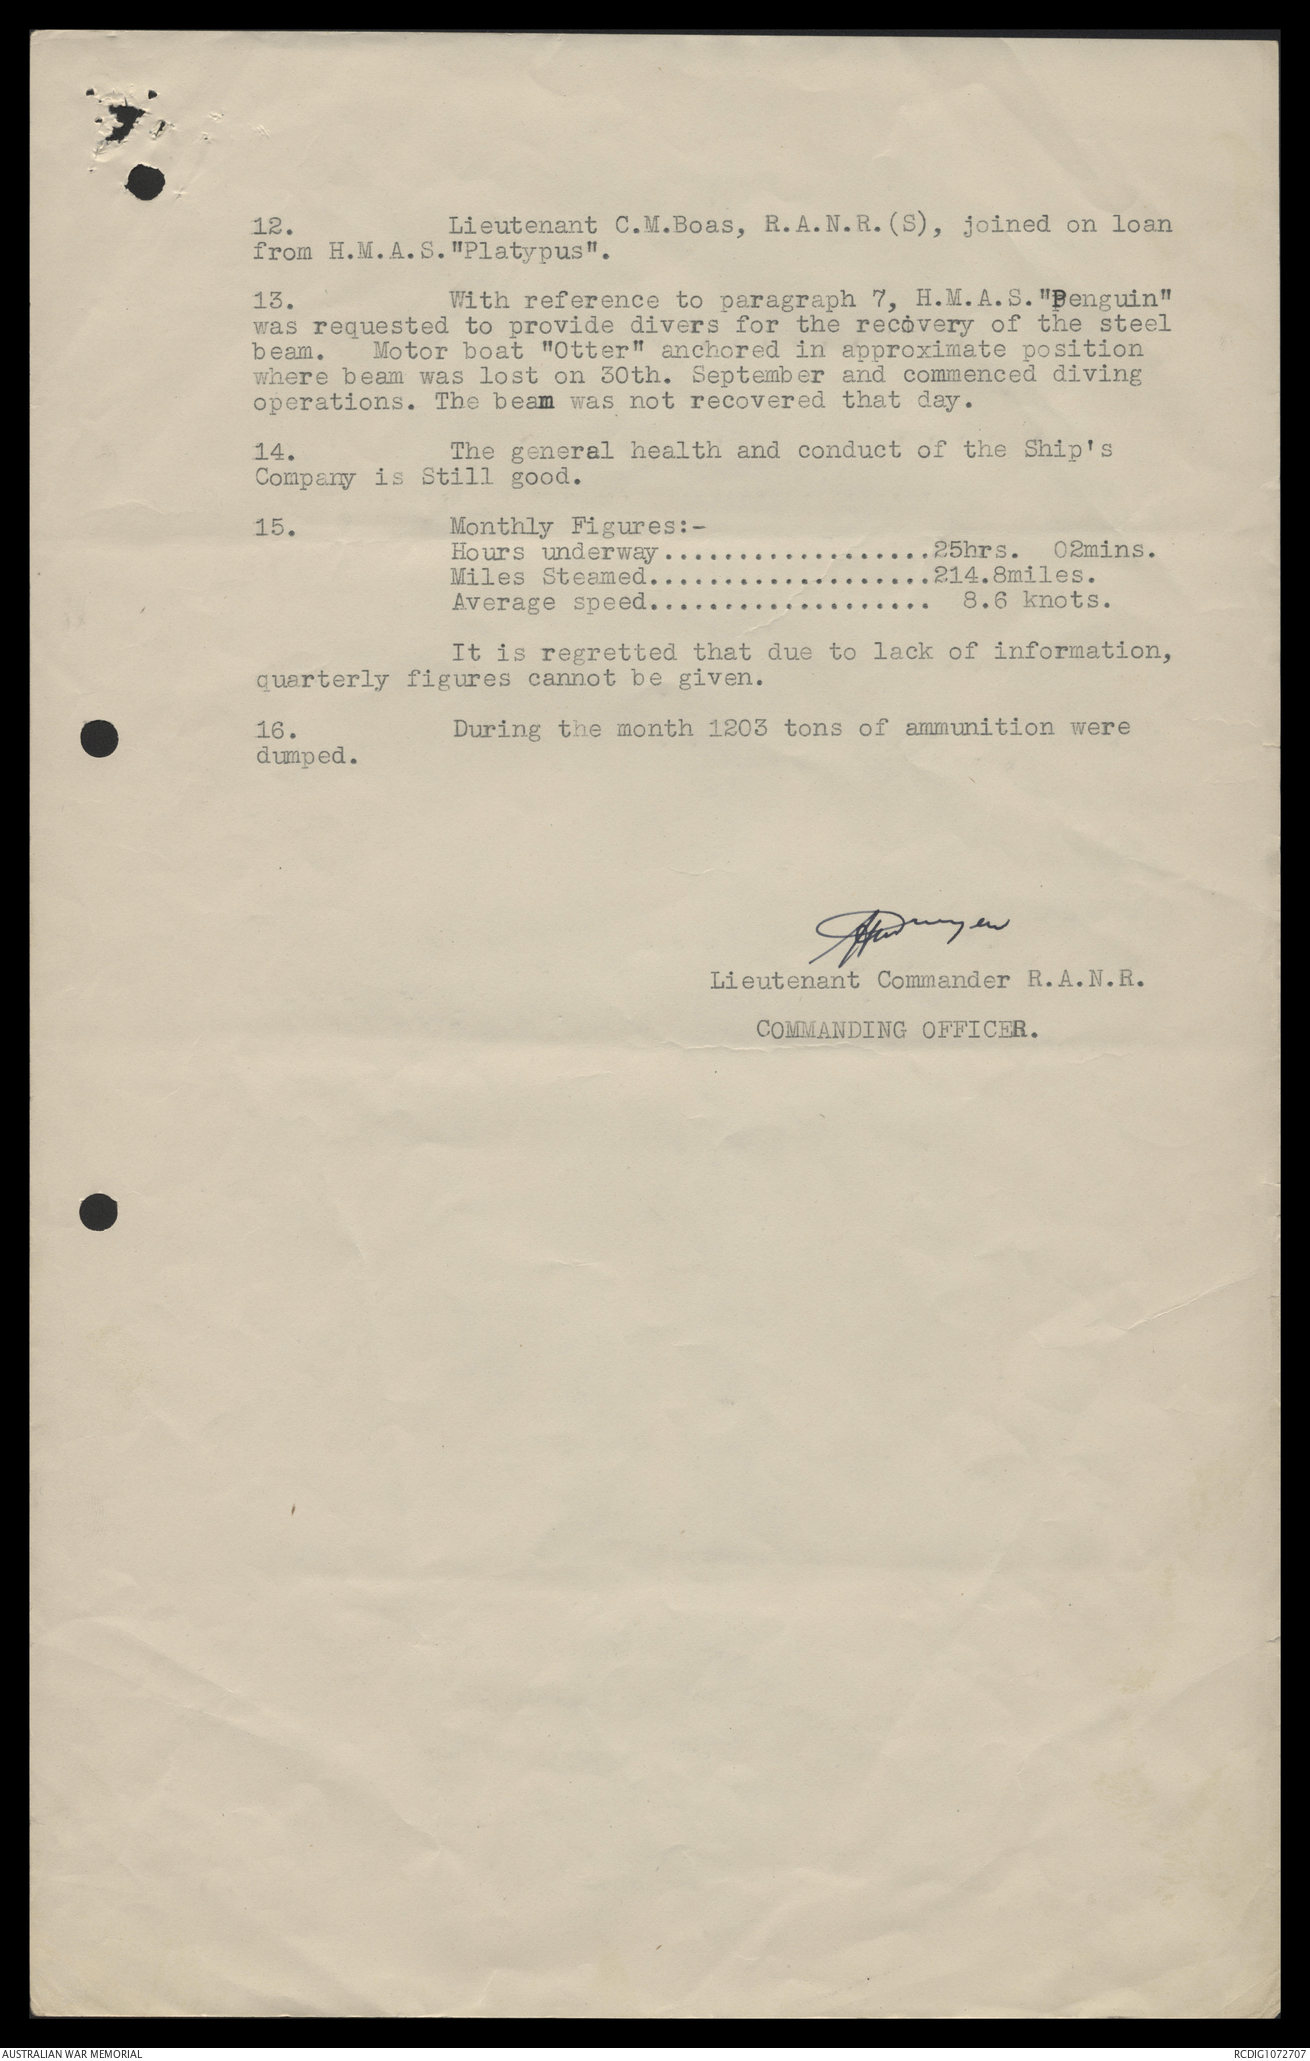 12. Lieutenant C.M.Boas, R.A.N.R.(S), joined on loan
from H.M.A.S."Platypus".
13. With reference to paragraph 7, H.M.A.S."Penguin"
was requested to provide divers for the recovery of the steel
beam. Motor boat "Otter" anchored in approximate position
where beam was lost on 30th. September and commenced diving
operations. The beam was not recovered that day.
14. The general health and conduct of the Ship's
Company is Still good.
15. Monthly Figures:-
Hours underway..................25hrs. 02mins.
Miles Steamed...................214.8miles.
Average speed................... 8.6 knots.
It is regretted that due to lack of information,
quarterly figures cannot be given.
16. During the month 1203 tons of ammunition were
dumped.
Lieutenant Commander R.A.N.R.
COMMANDING OFFICER.
AUSTRALIAN WAR MEMORIAL
RCDIG1072707